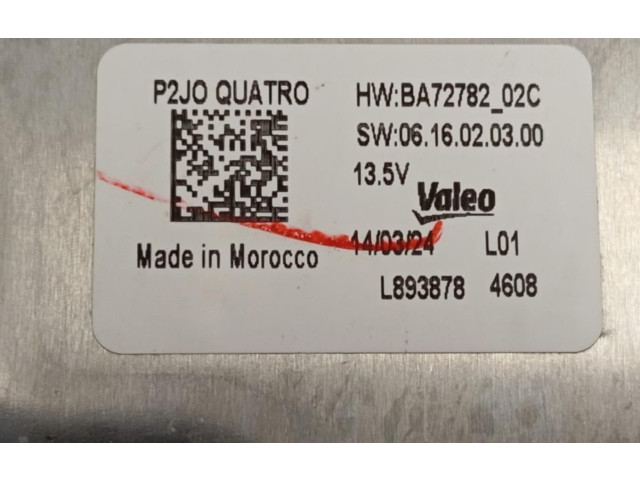 P2JO QUATRO
HW:BA72782_02C
SW:06.16.02.03.00
13.5V
Valeo
Made in Morocco
14/03/24 L01
L893878 4608